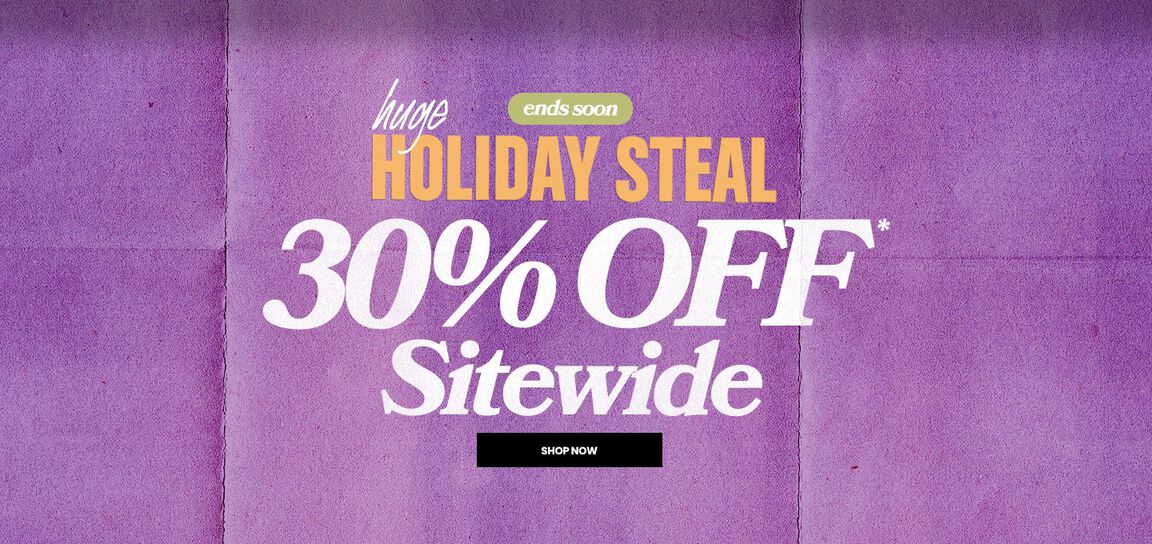 huge
ends soon
HOLIDAY STEAL
30% OFF*
Sitewide
SHOP NOW